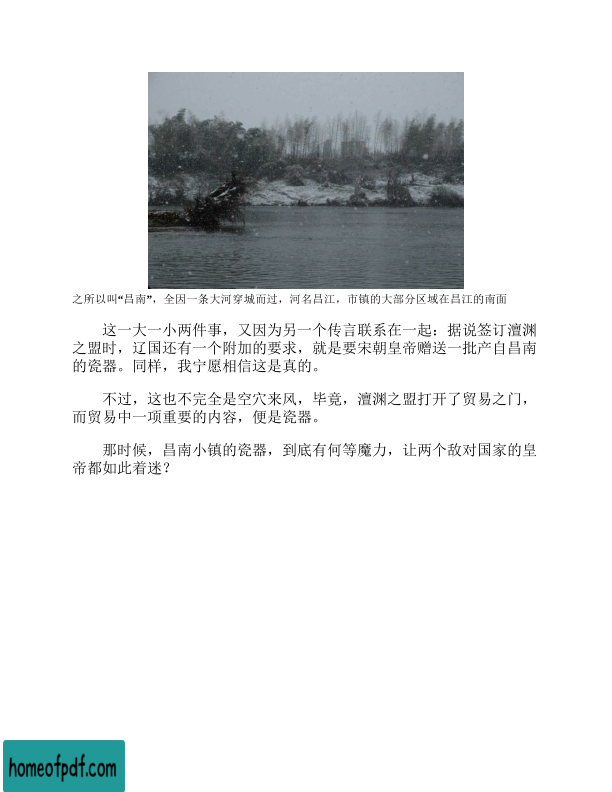 之所以叫“昌南”，全因一条大河穿城而过，河名昌江，市镇的大部分区域在昌江的南面
这一大一小两件事，又因为另一个传言联系在一起：据说签订澶渊
之盟时，辽国还有一个附加的要求，就是要宋朝皇帝赠送一批产自昌南
的瓷器。同样，我宁愿相信这是真的。
不过，这也不完全是空穴来风，毕竟，澶渊之盟打开了贸易之门，
而贸易中一项重要的内容，便是瓷器。
那时候，昌南小镇的瓷器，到底有何等魔力，让两个敌对国家的皇
帝都如此着迷？
homeofpdf.com